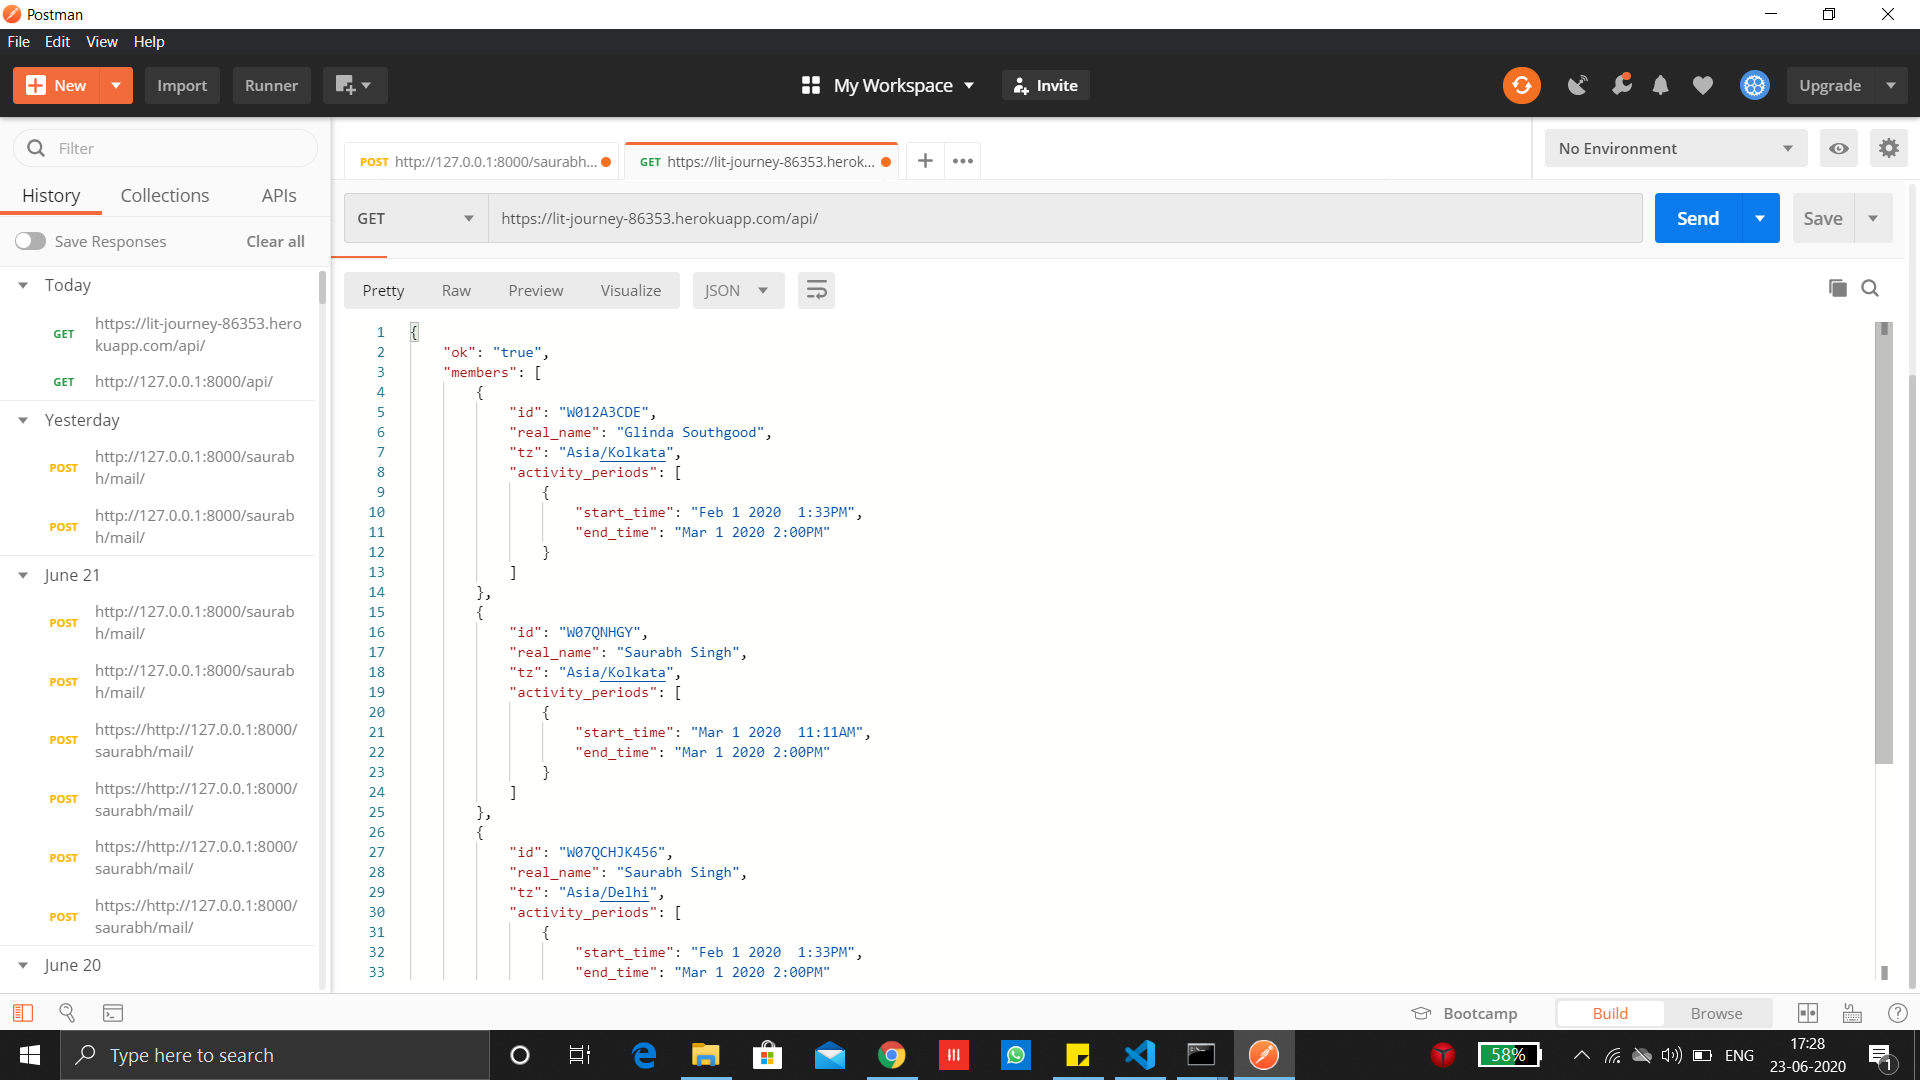 Postman
File Edit View Help
New Import Runner My Workspace Invite Upgrade
Filter
History Collections APIs
Save Responses Clear all
Today
GET https://lit-journey-86353.hero
kuapp.com/api/
GET http://127.0.0.1:8000/api/
Yesterday
POST http://127.0.0.1:8000/saurab
h/mail/
POST http://127.0.0.1:8000/saurab
h/mail/
June 21
POST http://127.0.0.1:8000/saurab
h/mail/
POST http://127.0.0.1:8000/saurab
h/mail/
POST https://http://127.0.0.1:8000/
saurabh/mail/
POST https://http://127.0.0.1:8000/
saurabh/mail/
POST https://http://127.0.0.1:8000/
saurabh/mail/
POST https://http://127.0.0.1:8000/
saurabh/mail/
June 20
POST http://127.0.0.1:8000/saurabh... GET https://lit-journey-86353.herok... + ••• No Environment
GET https://lit-journey-86353.herokuapp.com/api/ Send Save
Pretty Raw Preview Visualize JSON
1 {
2 "ok": "true",
3 "members": [
4 {
5 "id": "W012A3CDE",
6 "real_name": "Glinda Southgood",
7 "tz": "Asia/Kolkata",
8 "activity_periods": [
9 {
10 "start_time": "Feb 1 2020  1:33PM",
11 "end_time": "Mar 1 2020 2:00PM"
12 }
13 ]
14 },
15 {
16 "id": "W07QNHGY",
17 "real_name": "Saurabh Singh",
18 "tz": "Asia/Kolkata",
19 "activity_periods": [
20 {
21 "start_time": "Mar 1 2020  11:11AM",
22 "end_time": "Mar 1 2020 2:00PM"
23 }
24 ]
25 },
26 {
27 "id": "W07QCHJK456",
28 "real_name": "Saurabh Singh",
29 "tz": "Asia/Delhi",
30 "activity_periods": [
31 {
32 "start_time": "Feb 1 2020  1:33PM",
33 "end_time": "Mar 1 2020 2:00PM"
Bootcamp Build Browse
Type here to search 58% ENG 17:28
23-06-2020 1